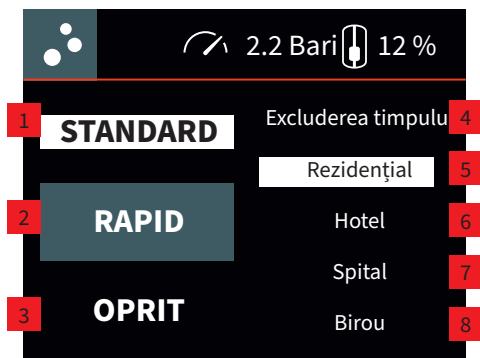 2.2 Bari 12 %
1 STANDARD
2 RAPID
3 OPRIT
Excluderea timpulu 4
Rezidențial 5
Hotel 6
Spital 7
Birou 8